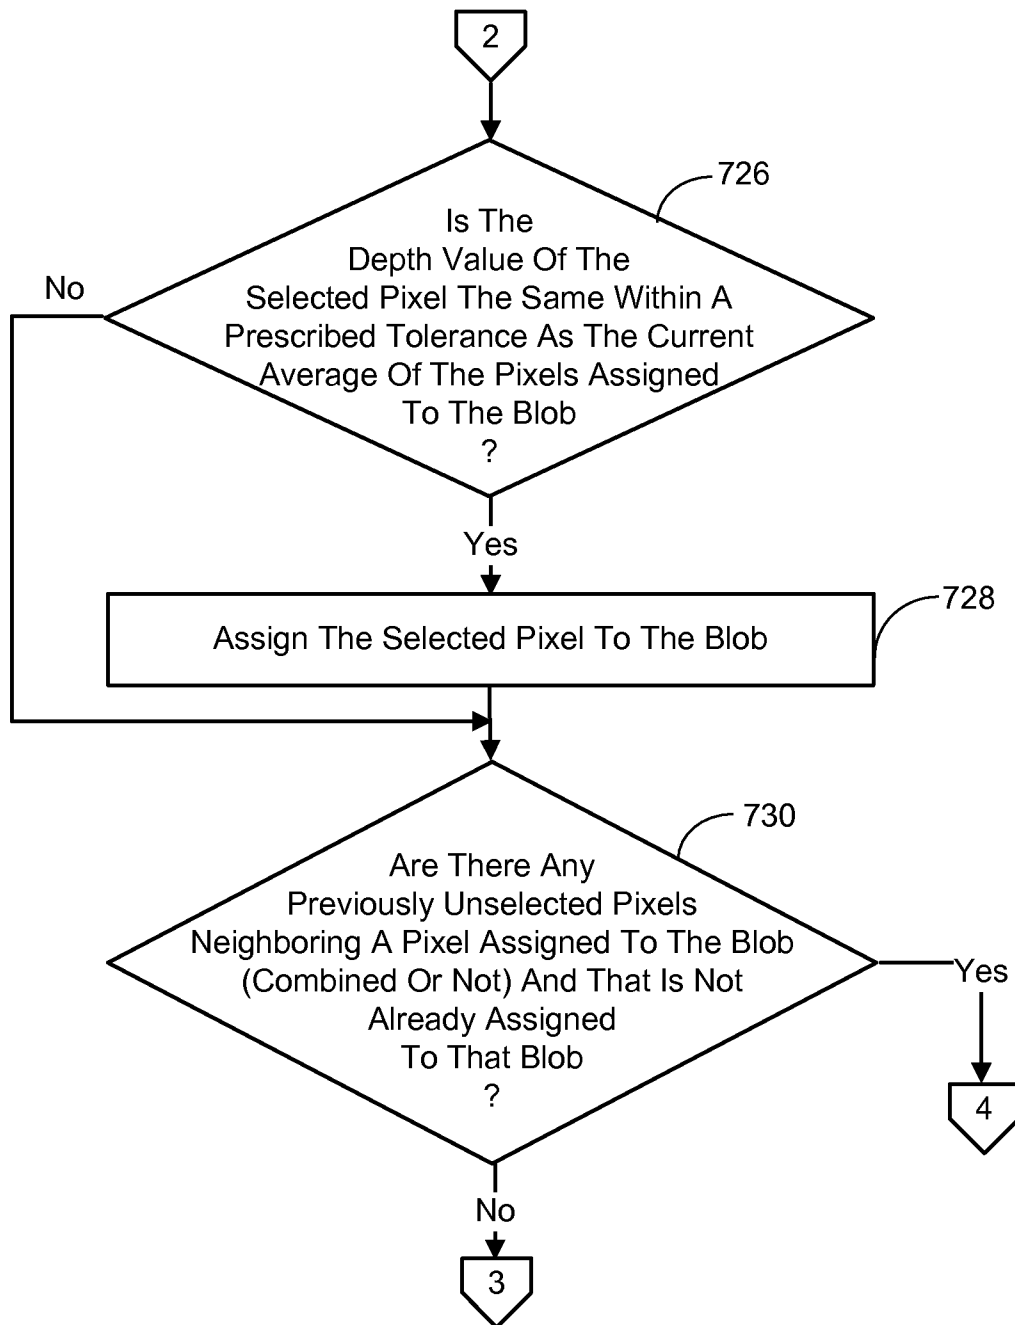 2
726
Is The
Depth Value Of The
Selected Pixel The Same Within A
Prescribed Tolerance As The Current
Average Of The Pixels Assigned
To The Blob
?
No
Yes
728
Assign The Selected Pixel To The Blob
730
Are There Any
Previously Unselected Pixels
Neighboring A Pixel Assigned To The Blob
(Combined Or Not) And That Is Not
Already Assigned
To That Blob
?
Yes
4
No
3